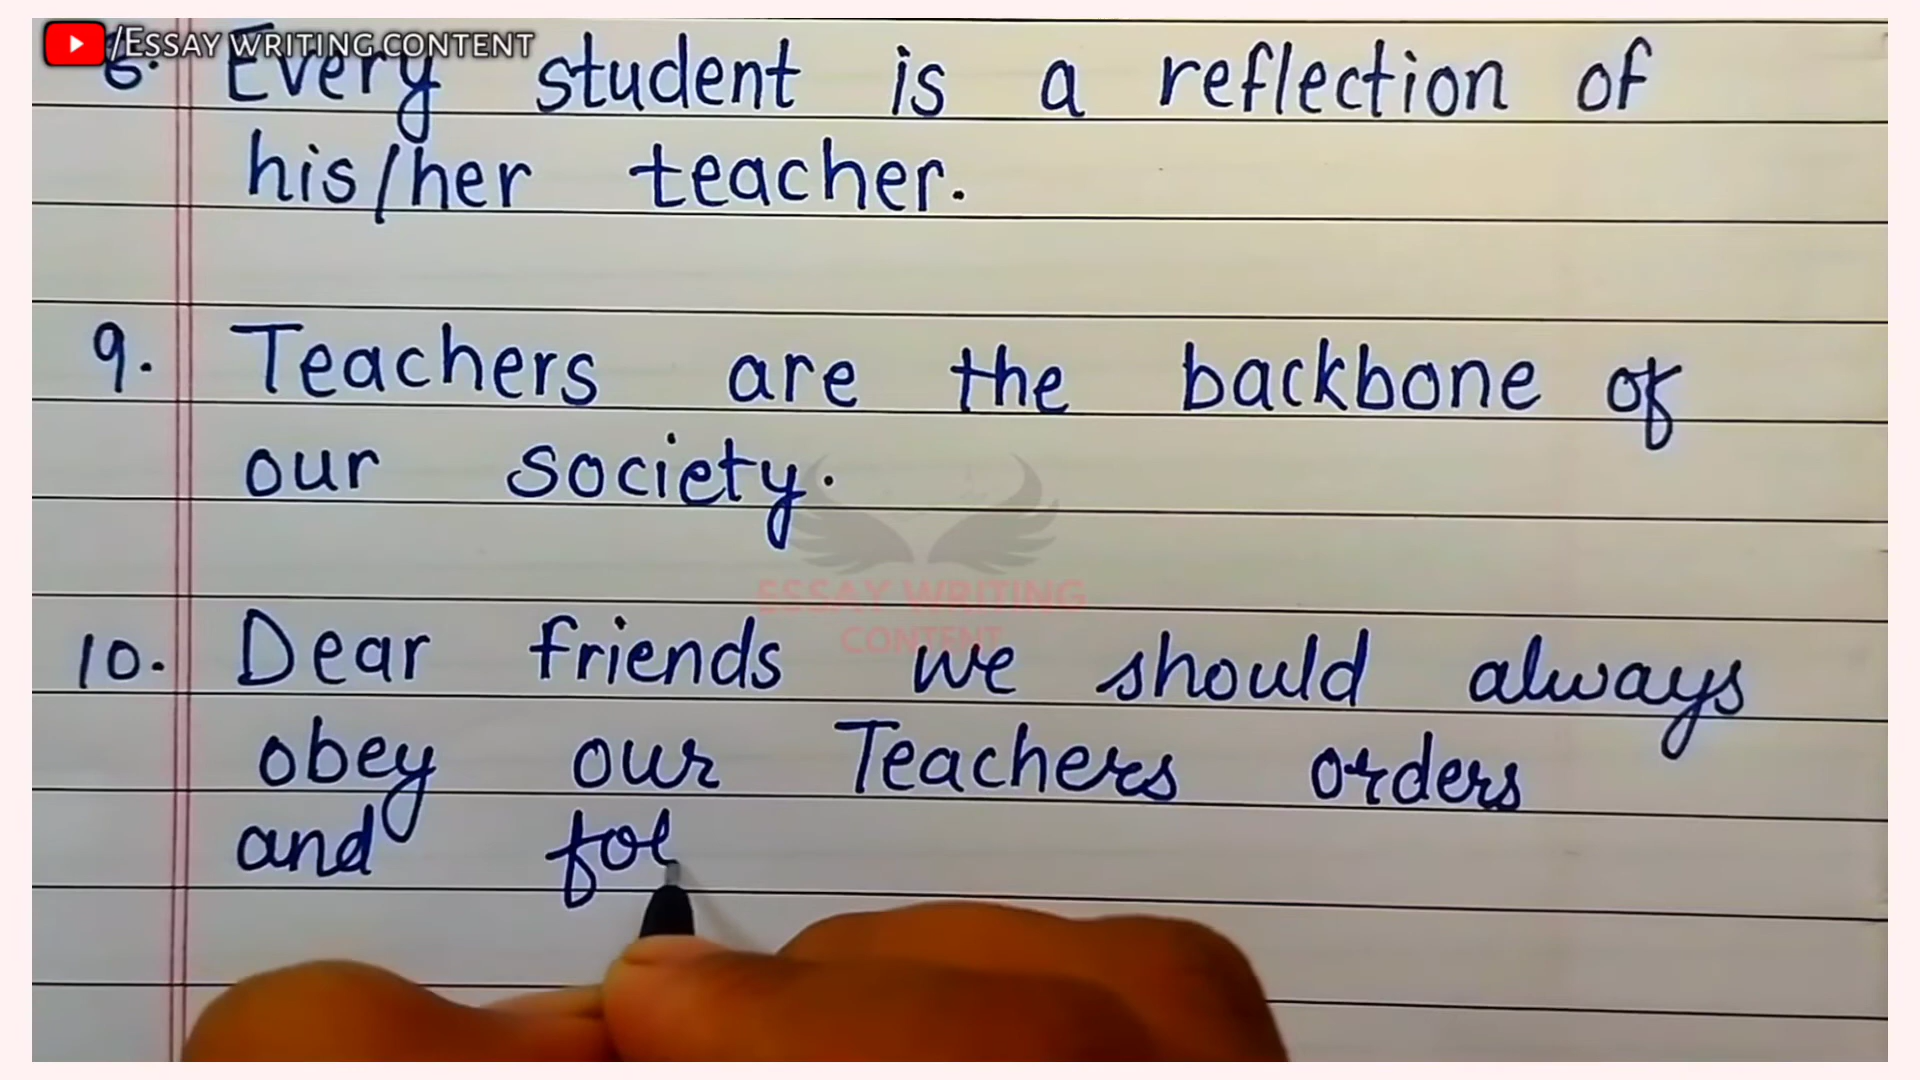 /ESSAY WRITING CONTENT
Every student is a reflection of
his/her teacher.
9. Teachers are the backbone of
our society.
ESSAY WRITING
CONTENT
10. Dear friends we should always
obey our Teachers orders
and fol